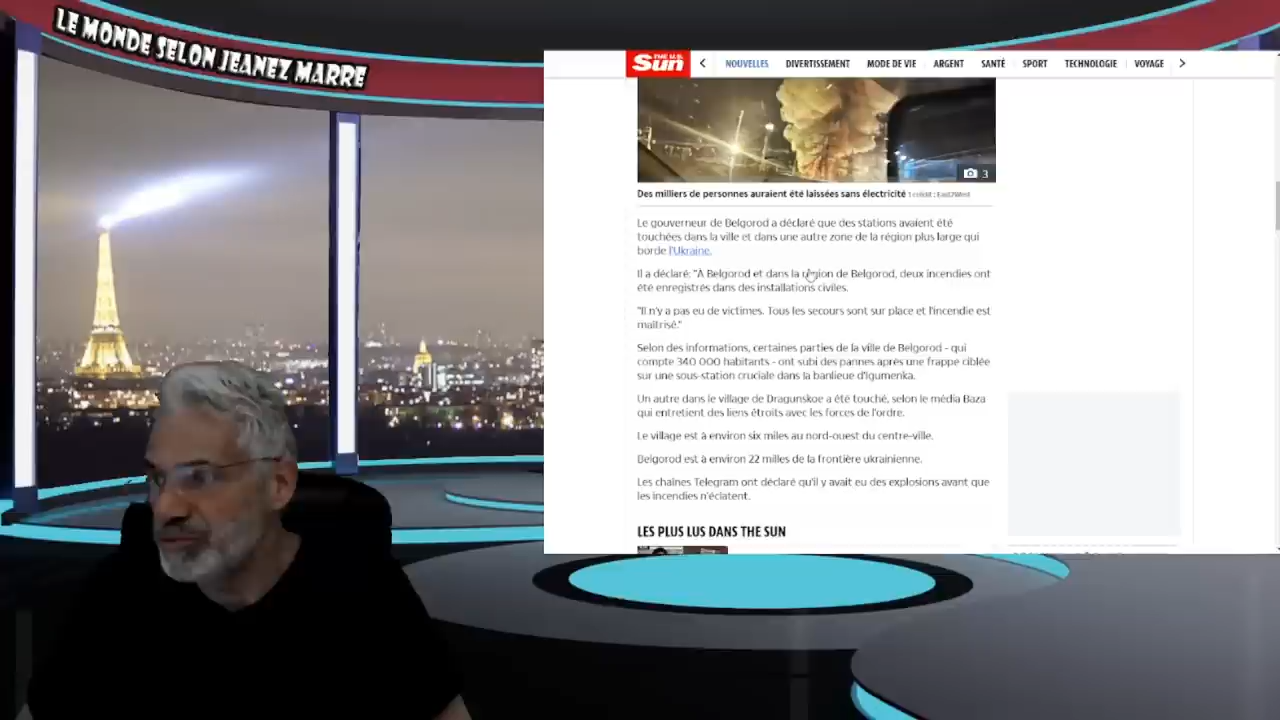 LE MONDE SELON JEANEZ MARRE
THE U.S. Sun
NOUVELLES DIVERTISSEMENT MODE DE VIE ARGENT SANTÉ SPORT TECHNOLOGIE VOYAGE
3
Des milliers de personnes auraient été laissées sans électricité 1 crédit : East2West
Le gouverneur de Belgorod a déclaré que des stations avaient été
touchées dans la ville et dans une autre zone de la région plus large qui
borde l'Ukraine.
Il a déclaré: "À Belgorod et dans la région de Belgorod, deux incendies ont
été enregistrés dans des installations civiles.
"Il n'y a pas eu de victimes. Tous les secours sont sur place et l'incendie est
maîtrisé."
Selon des informations, certaines parties de la ville de Belgorod - qui
compte 340 000 habitants - ont subi des pannes après une frappe ciblée
sur une sous-station cruciale dans la banlieue d'Igumenka.
Un autre dans le village de Dragunskoe a été touché, selon le média Baza
qui entretient des liens étroits avec les forces de l'ordre.
Le village est à environ six miles au nord-ouest du centre-ville.
Belgorod est à environ 22 milles de la frontière ukrainienne.
Les chaînes Telegram ont déclaré qu'il y avait eu des explosions avant que
les incendies n'éclatent.
LES PLUS LUS DANS THE SUN